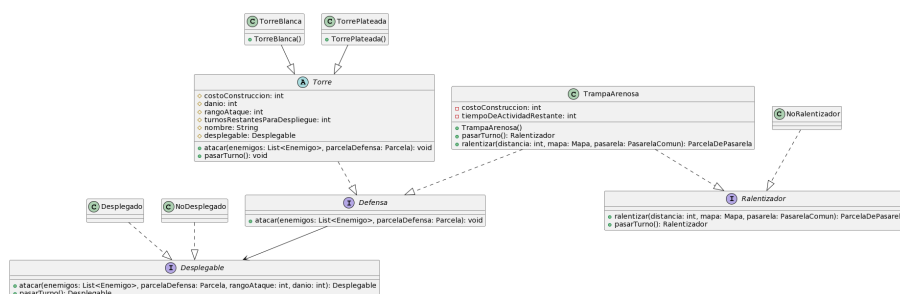 C TorreBlanca
TorreBlanca()
C TorrePlateada
TorrePlateada()
A Torre
costoConstruccion: int
danio: int
rangoAtaque: int
turnosRestantesParaDespliegue: int
nombre: String
desplegable: Desplegable
atacar(enemigos: List<Enemigo>, parcelaDefensa: Parcela): void
pasarTurno(): void
C TrampaArenosa
costoConstruccion: int
tiempoDeActividadRestante: int
TrampaArenosa()
pasarTurno(): Ralentizador
ralentizar(distancia: int, mapa: Mapa, pasarela: PasarelaComun): ParcelaDePasarela
C NoRalentizador
C Desplegado
C NoDesplegado
I Defensa
atacar(enemigos: List<Enemigo>, parcelaDefensa: Parcela): void
I Ralentizador
ralentizar(distancia: int, mapa: Mapa, pasarela: PasarelaComun): ParcelaDePasarela
pasarTurno(): Ralentizador
I Desplegable
atacar(enemigos: List<Enemigo>, parcelaDefensa: Parcela, rangoAtaque: int, danio: int): Desplegable
pasarTurno(): Desplegable